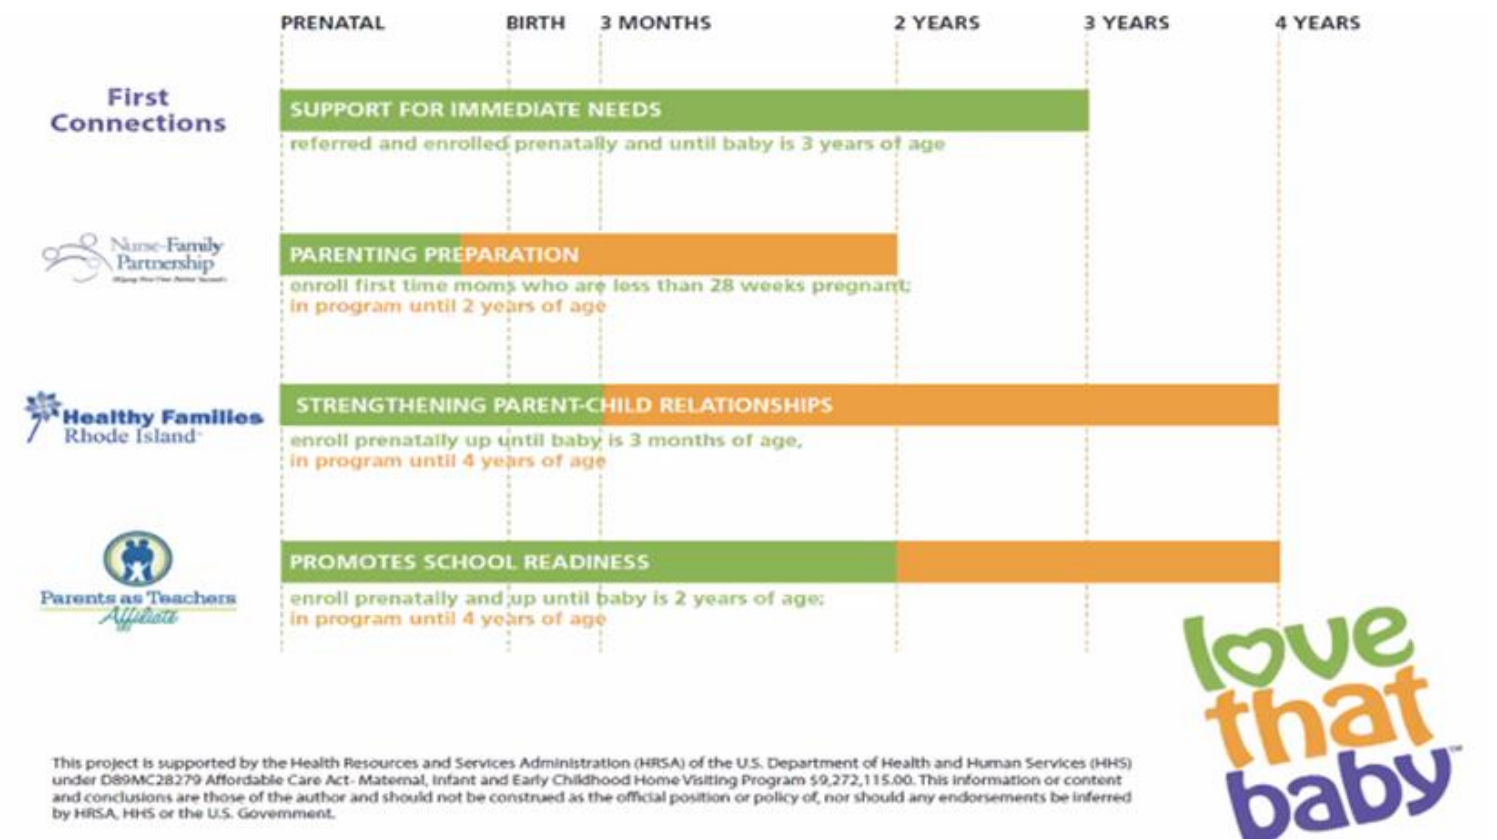 PRENATAL BIRTH 3 MONTHS 2 YEARS 3 YEARS 4 YEARS
First
Connections
SUPPORT FOR IMMEDIATE NEEDS
referred and enrolled prenatally and until baby is 3 years of age
Nurse-Family
Partnership
PARENTING PREPARATION
enroll first time moms who are less than 28 weeks pregnant;
in program until 2 years of age
Healthy Families
Rhode Island
STRENGTHENING PARENT-CHILD RELATIONSHIPS
enroll prenatally up until baby is 3 months of age,
in program until 4 years of age
Parents as Teachers
Affiliate
PROMOTES SCHOOL READINESS
enroll prenatally and up until baby is 2 years of age;
in program until 4 years of age
love
that
baby™
This project is supported by the Health Resources and Services Administration (HRSA) of the U.S. Department of Health and Human Services (HHS)
under D89MC28279 Affordable Care Act- Maternal, Infant and Early Childhood Home Visiting Program $9,272,115.00. This information or content
and conclusions are those of the author and should not be construed as the official position or policy of, nor should any endorsements be inferred
by HRSA, HHS or the U.S. Government.